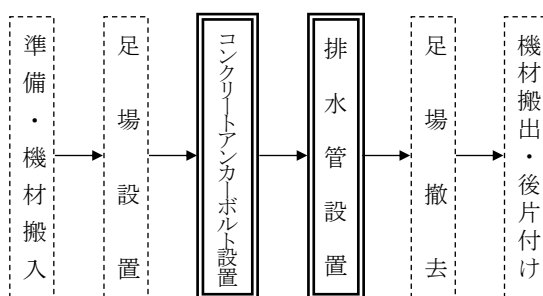 準備・機材搬入
足場設置
コンクリートアンカーボルト設置
排水管設置
足場撤去
機材搬出・後片付け